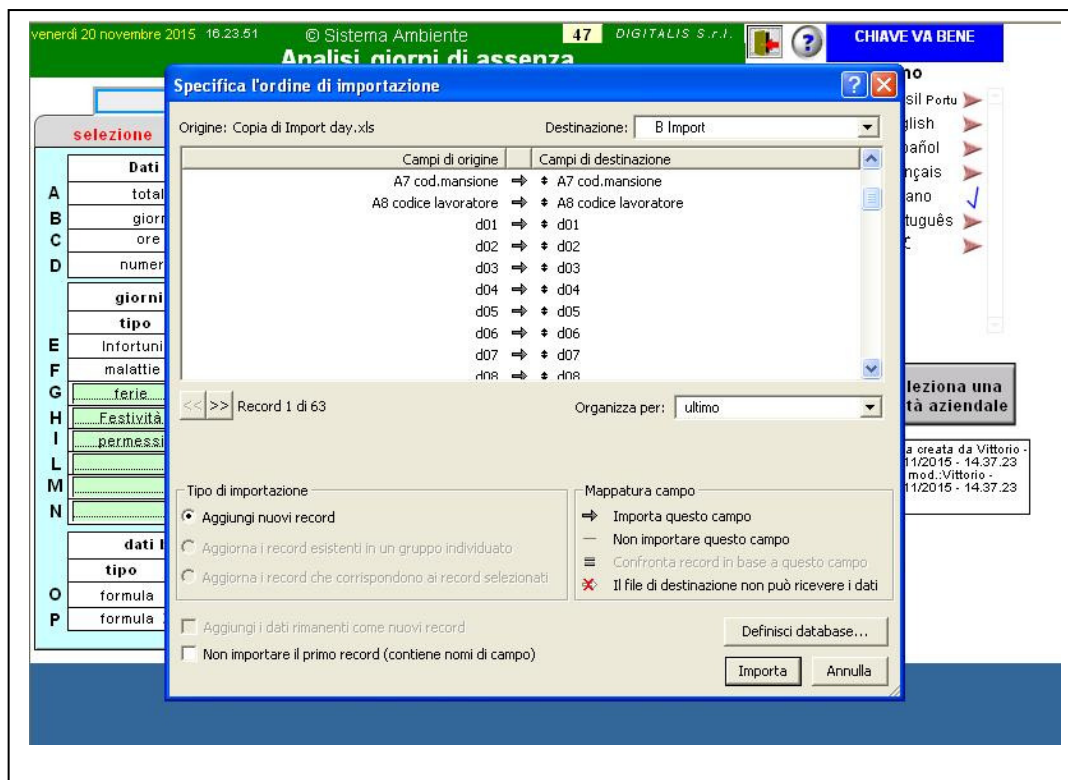 venerdì 20 novembre 2015 16.23.51 © Sistema Ambiente 47 DIGITALIS S.r.l. CHIAVE VA BENE
Analisi giorni di assenza
Specifica l'ordine di importazione
Origine: Copia di Import day.xls Destinazione: B Import
Campi di origine Campi di destinazione
A7 cod.mansione A7 cod.mansione
A8 codice lavoratore A8 codice lavoratore
d01 d01
d02 d02
d03 d03
d04 d04
d05 d05
d06 d06
d07 d07
d08 d08
<< >> Record 1 di 63 Organizza per: ultimo
Tipo di importazione
Aggiungi nuovi record
Aggiorna i record esistenti in un gruppo individuato
Aggiorna i record che corrispondono ai record selezionati
Mappatura campo
Importa questo campo
Non importare questo campo
Confronta record in base a questo campo
Il file di destinazione non può ricevere i dati
Aggiungi i dati rimanenti come nuovi record
Non importare il primo record (contiene nomi di campo)
Definisci database...
Importa Annulla
selezione
Dati
A total
B giorn
C ore
D numer
giorni
tipo
E Infortuni
F malattie
G ferie
H Festività
I permessi
L
M
N
dati
tipo
O formula
P formula
no
sil Portu
glish
pañol
nçais
ano
tuguês
leziona una
tà aziendale
a creata da Vittorio -
11/2015 - 14.37.23
mod.:Vittorio -
11/2015 - 14.37.23